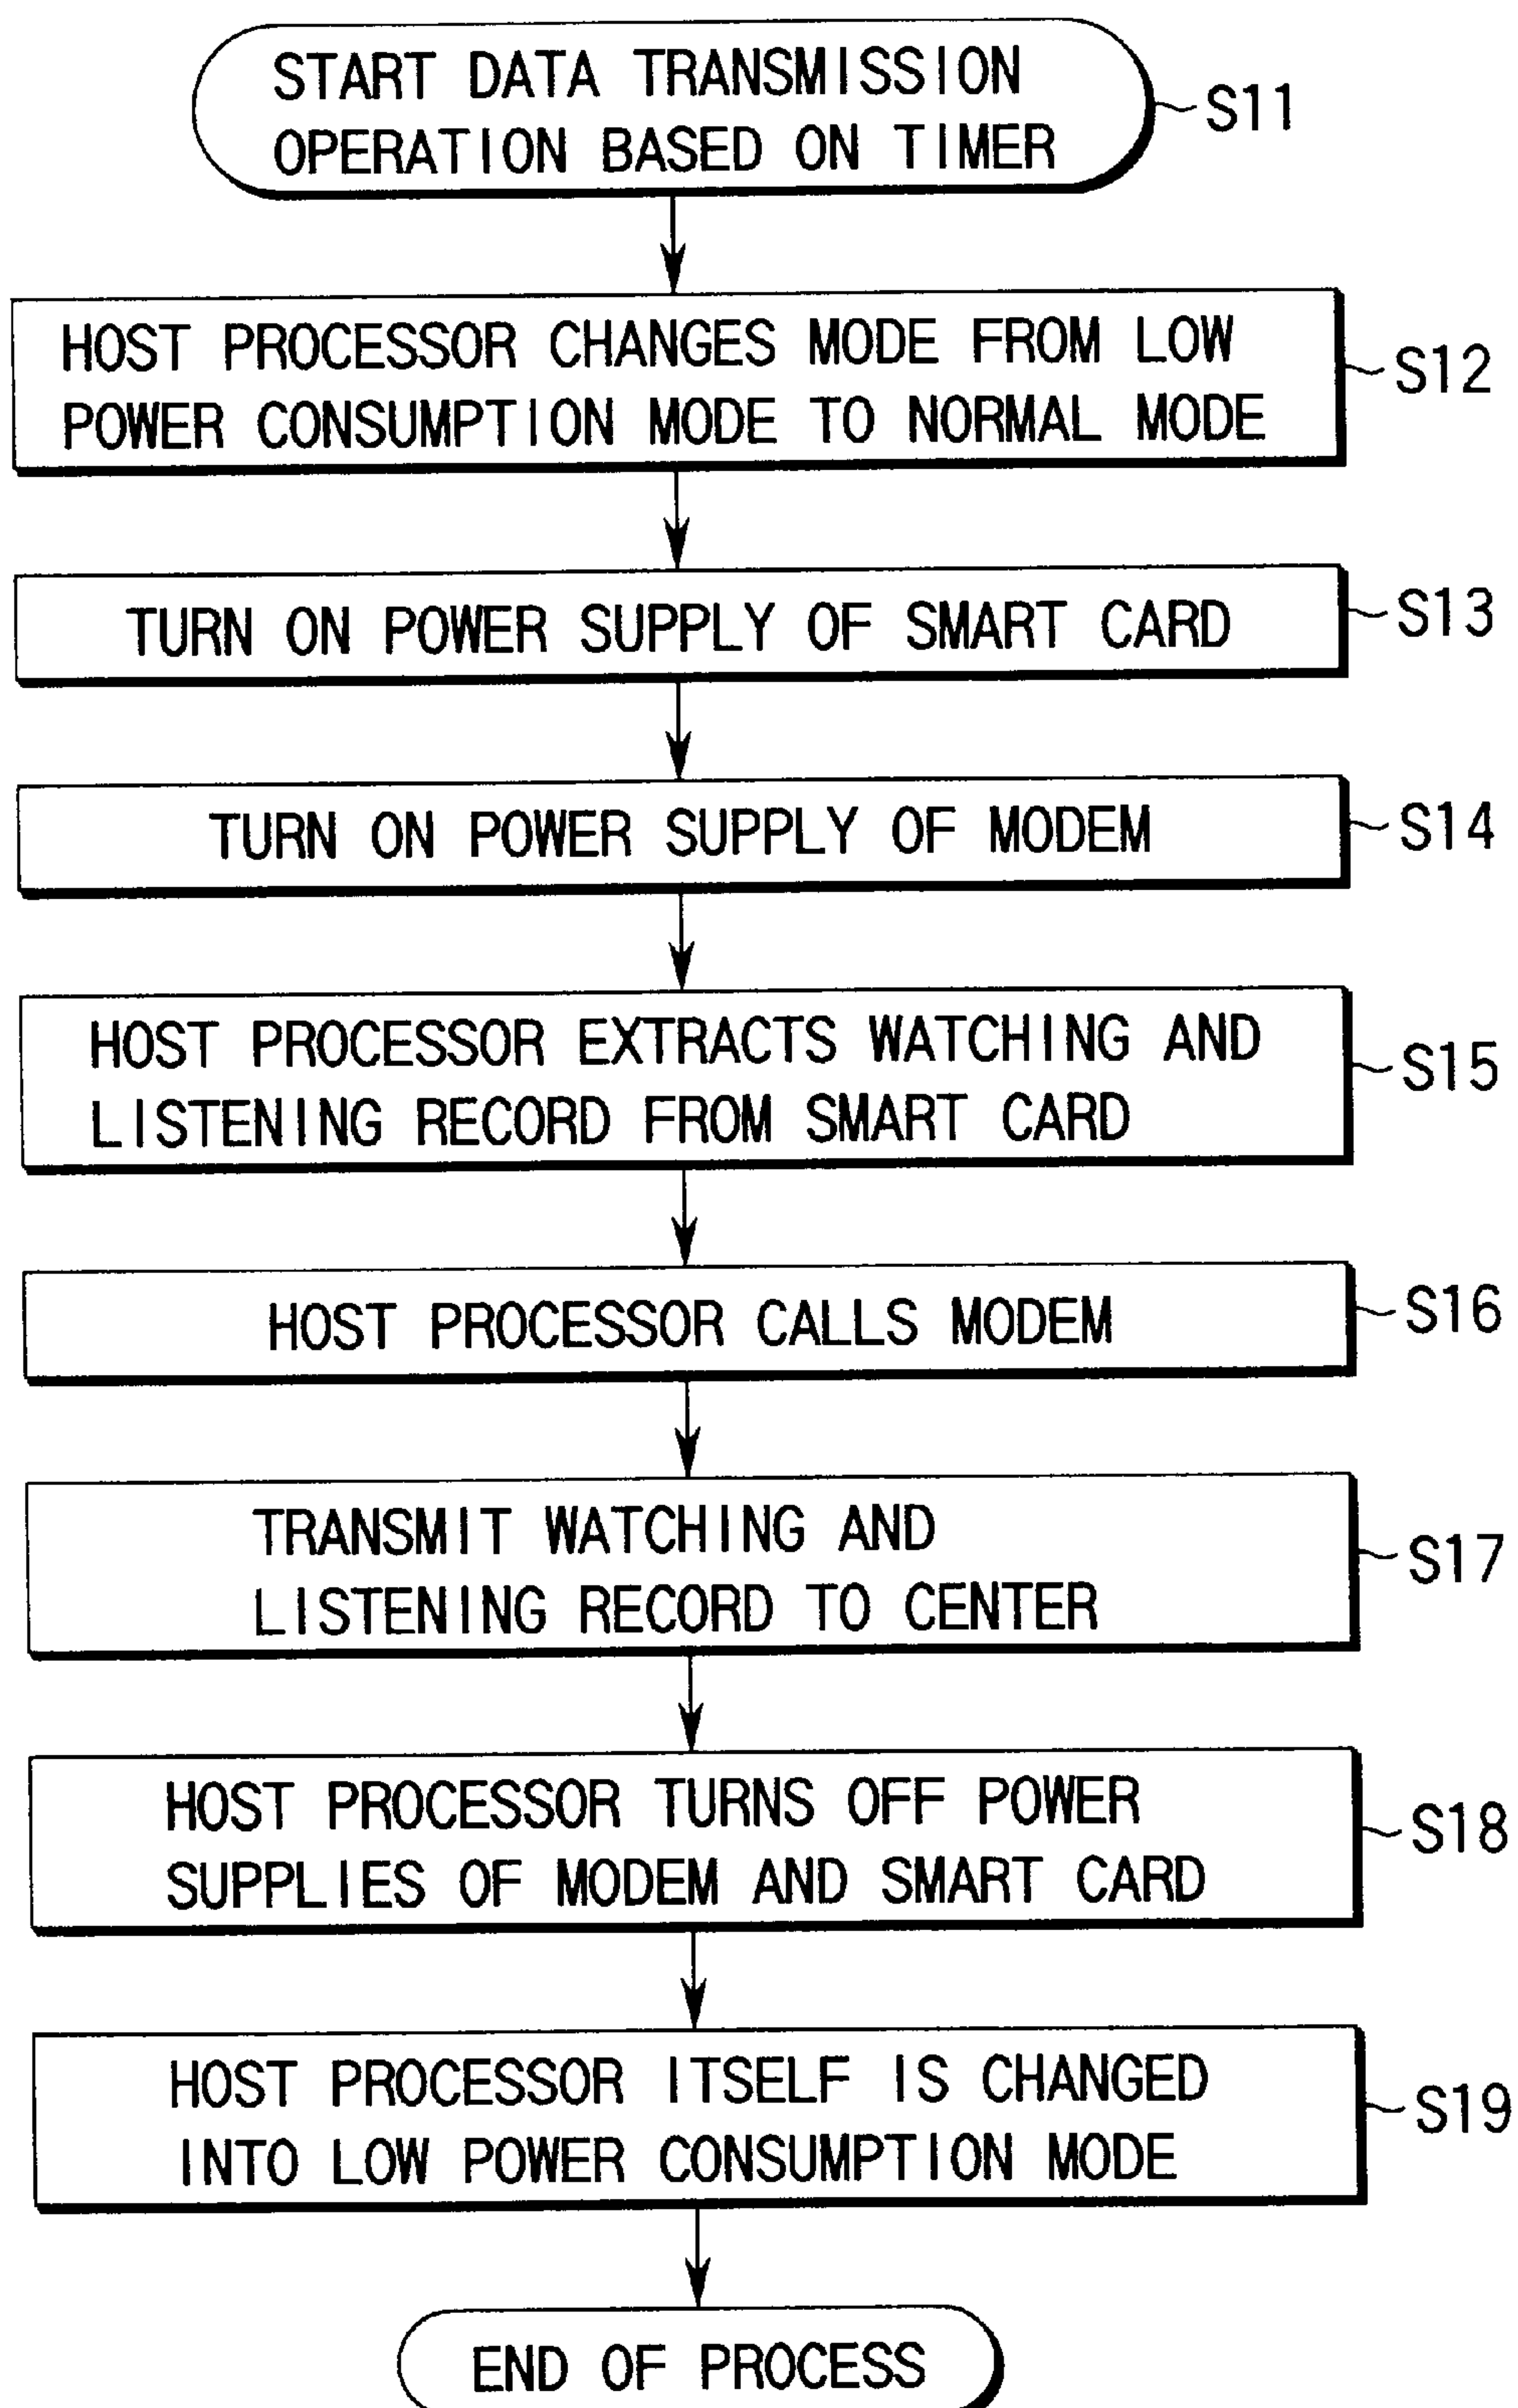 START DATA TRANSMISSION
OPERATION BASED ON TIMER
S11
HOST PROCESSOR CHANGES MODE FROM LOW
POWER CONSUMPTION MODE TO NORMAL MODE
S12
TURN ON POWER SUPPLY OF SMART CARD
S13
TURN ON POWER SUPPLY OF MODEM
S14
HOST PROCESSOR EXTRACTS WATCHING AND
LISTENING RECORD FROM SMART CARD
S15
HOST PROCESSOR CALLS MODEM
S16
TRANSMIT WATCHING AND
LISTENING RECORD TO CENTER
S17
HOST PROCESSOR TURNS OFF POWER
SUPPLIES OF MODEM AND SMART CARD
S18
HOST PROCESSOR ITSELF IS CHANGED
INTO LOW POWER CONSUMPTION MODE
S19
END OF PROCESS